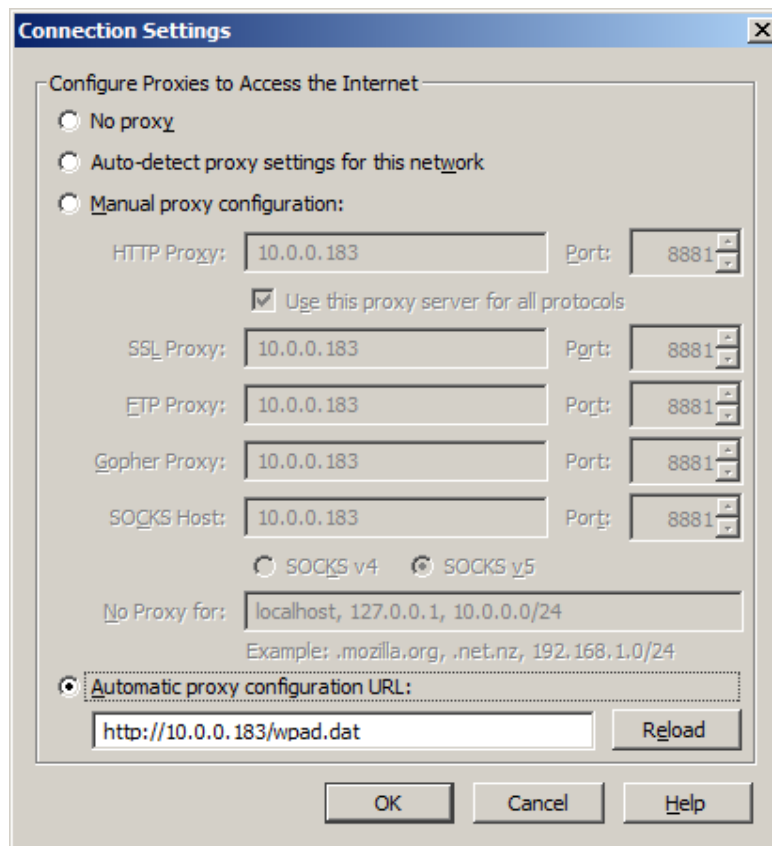 Connection Settings
Configure Proxies to Access the Internet
No proxy
Auto-detect proxy settings for this network
Manual proxy configuration:
HTTP Proxy: 10.0.0.183 Port: 8881
Use this proxy server for all protocols
SSL Proxy: 10.0.0.183 Port: 8881
FTP Proxy: 10.0.0.183 Port: 8881
Gopher Proxy: 10.0.0.183 Port: 8881
SOCKS Host: 10.0.0.183 Port: 8881
SOCKS v4 SOCKS v5
No Proxy for: localhost, 127.0.0.1, 10.0.0.0/24
Example: .mozilla.org, .net.nz, 192.168.1.0/24
Automatic proxy configuration URL:
http://10.0.0.183/wpad.dat Reload
OK Cancel Help